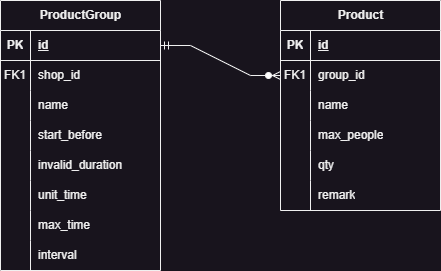 ProductGroup
PK id
FK1 shop_id
name
start_before
invalid_duration
unit_time
max_time
interval
Product
PK id
FK1 group_id
name
max_people
qty
remark